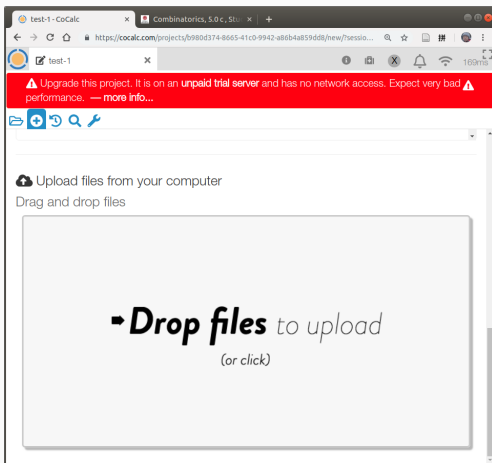 test-1 - CoCalc
Combinatorics, 5.0 c, Stu
https://cocalc.com/projects/b980d374-8665-41c0-9942-a86b4a859dd8/new/?sessio...
test-1
169ms
Upgrade this project. It is on an unpaid trial server and has no network access. Expect very bad
performance. — more info...
Upload files from your computer
Drag and drop files
Drop files to upload
(or click)